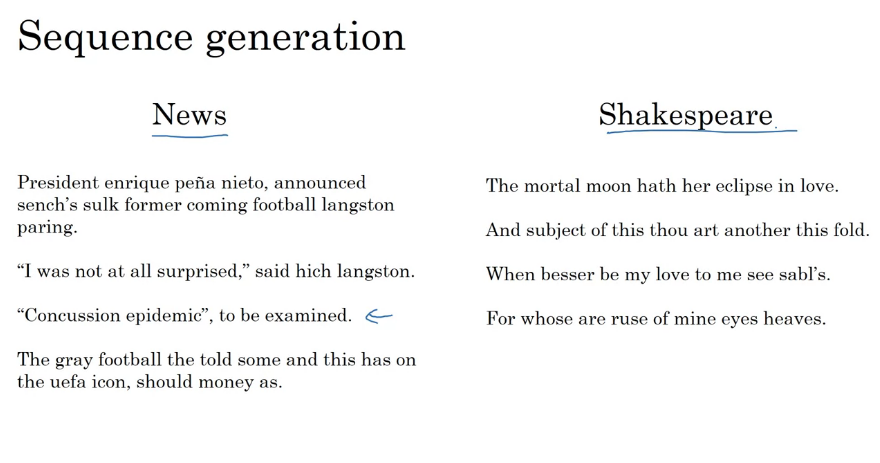 Sequence generation
News
President enrique peña nieto, announced
sench's sulk former coming football langston
paring.
“I was not at all surprised,” said hich langston.
“Concussion epidemic”, to be examined.
The gray football the told some and this has on
the uefa icon, should money as.
Shakespeare
The mortal moon hath her eclipse in love.
And subject of this thou art another this fold.
When besser be my love to me see sabl's.
For whose are ruse of mine eyes heaves.